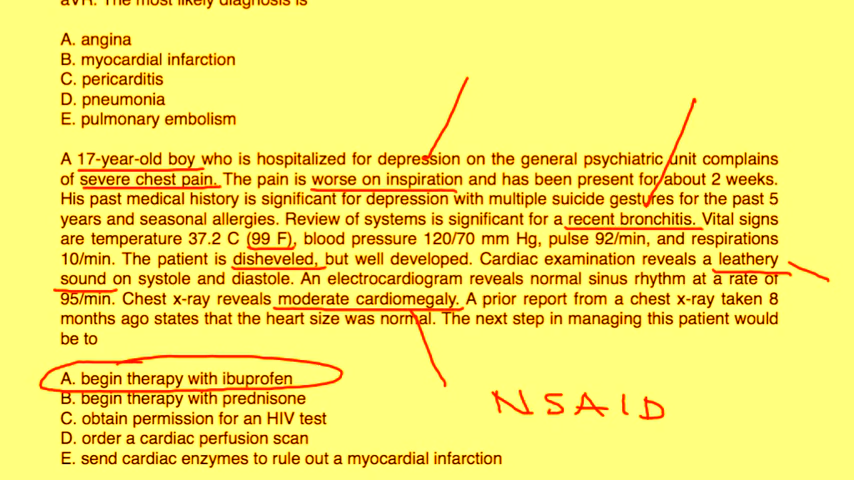 aVR. The most likely diagnosis is
A. angina
B. myocardial infarction
C. pericarditis
D. pneumonia
E. pulmonary embolism
A 17-year-old boy who is hospitalized for depression on the general psychiatric unit complains
of severe chest pain. The pain is worse on inspiration and has been present for about 2 weeks.
His past medical history is significant for depression with multiple suicide gestures for the past 5
years and seasonal allergies. Review of systems is significant for a recent bronchitis. Vital signs
are temperature 37.2 C (99 F), blood pressure 120/70 mm Hg, pulse 92/min, and respirations
10/min. The patient is disheveled, but well developed. Cardiac examination reveals a leathery
sound on systole and diastole. An electrocardiogram reveals normal sinus rhythm at a rate of
95/min. Chest x-ray reveals moderate cardiomegaly. A prior report from a chest x-ray taken 8
months ago states that the heart size was normal. The next step in managing this patient would
be to
A. begin therapy with ibuprofen
B. begin therapy with prednisone
NSAID
C. obtain permission for an HIV test
D. order a cardiac perfusion scan
E. send cardiac enzymes to rule out a myocardial infarction